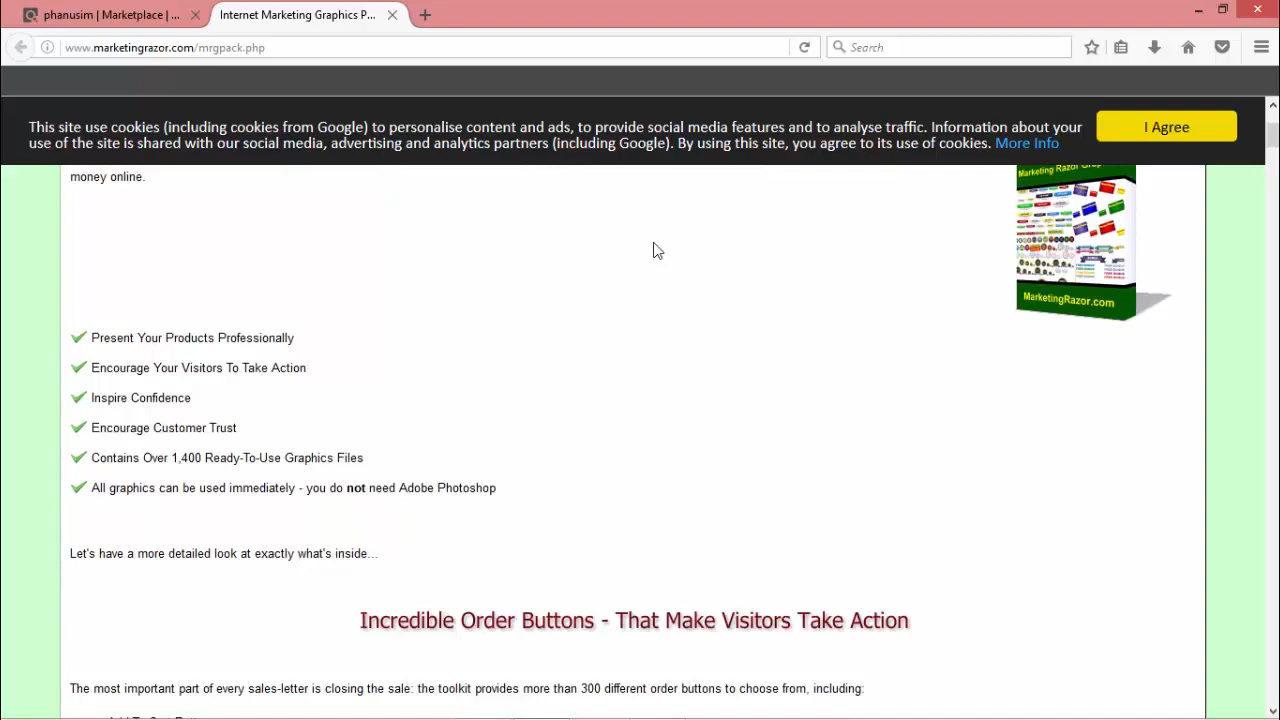 phanusim | Marketplace | ...
Internet Marketing Graphics P...
www.marketingrazor.com/mrgpack.php
Search
This site use cookies (including cookies from Google) to personalise content and ads, to provide social media features and to analyse traffic. Information about your
use of the site is shared with our social media, advertising and analytics partners (including Google). By using this site, you agree to its use of cookies. More Info
I Agree
money online.
Marketing Razor
MarketingRazor.com
Present Your Products Professionally
Encourage Your Visitors To Take Action
Inspire Confidence
Encourage Customer Trust
Contains Over 1,400 Ready-To-Use Graphics Files
All graphics can be used immediately - you do not need Adobe Photoshop
Let's have a more detailed look at exactly what's inside...
Incredible Order Buttons - That Make Visitors Take Action
The most important part of every sales-letter is closing the sale: the toolkit provides more than 300 different order buttons to choose from, including: